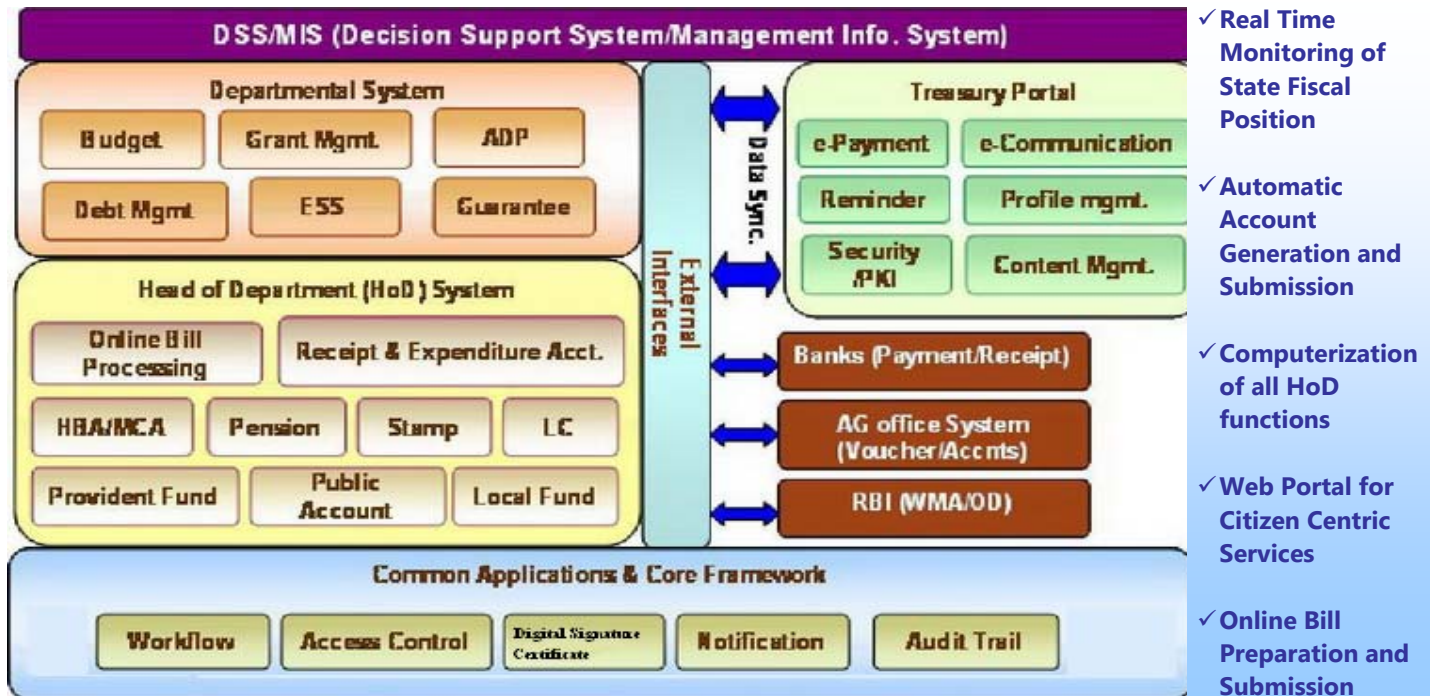 DSS/MIS (Decision Support System/Management Info. System)
Departmental System
Budget
Grant Mgmt.
ADP
Debt Mgmt
ESS
Guarantee
Head of Department (HoD) System
Online Bill
Processing
Receipt & Expenditure Acct.
HBA/MCA
Pension
Stamp
LC
Provident Fund
Public
Account
Local Fund
External
Interfaces
Data Sync.
Treasury Portal
e-Payment
e-Communication
Reminder
Profile mgmt.
Security
/PKI
Content Mgmt.
Banks (Payment/Receipt)
AG office System
(Voucher/Accnts)
RBI (WMA/OD)
Common Applications & Core Framework
Workflow
Access Control
Digital Signature
Certificate
Notification
Audit Trail
✓ Real Time
Monitoring of
State Fiscal
Position
✓ Automatic
Account
Generation and
Submission
✓ Computerization
of all HoD
functions
✓ Web Portal for
Citizen Centric
Services
✓ Online Bill
Preparation and
Submission